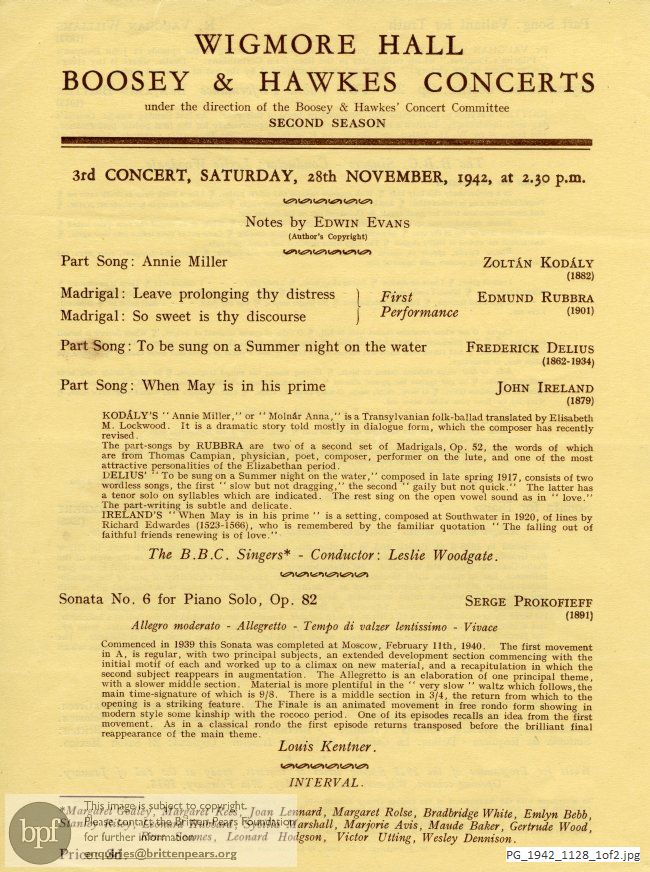 WIGMORE HALL
BOOSEY & HAWKES CONCERTS
under the direction of the Boosey & Hawkes' Concert Committee
SECOND SEASON
3rd CONCERT, SATURDAY, 28th NOVEMBER, 1942, at 2.30 p.m.
Notes by EDWIN EVANS
(Author's Copyright)
Part Song: Annie Miller ZOLTÁN KODÁLY
(1882)
Madrigal: Leave prolonging thy distress } First EDMUND RUBBRA
Madrigal: So sweet is thy discourse } Performance (1901)
Part Song: To be sung on a Summer night on the water FREDERICK DELIUS
(1862-1934)
Part Song: When May is in his prime JOHN IRELAND
(1879)
KODÁLY'S "Annie Miller," or "Molnár Anna," is a Transylvanian folk-ballad translated by Elisabeth
M. Lockwood. It is a dramatic story told mostly in dialogue form, which the composer has recently
revised.
The part-songs by RUBBRA are two of a second set of Madrigals, Op. 52, the words of which
are from Thomas Campian, physician, poet, composer, performer on the lute, and one of the most
attractive personalities of the Elizabethan period.
DELIUS' "To be sung on a Summer night on the water," composed in late spring 1917, consists of two
wordless songs, the first "slow but not dragging," the second "gaily but not quick." The latter has
a tenor solo on syllables which are indicated. The rest sing on the open vowel sound as in "love."
The part-writing is subtle and delicate.
IRELAND'S "When May is in his prime" is a setting, composed at Southwater in 1920, of lines by
Richard Edwardes (1523-1566), who is remembered by the familiar quotation "The falling out of
faithful friends renewing is of love."
The B.B.C. Singers* - Conductor: Leslie Woodgate.
Sonata No. 6 for Piano Solo, Op. 82 SERGE PROKOFIEFF
(1891)
Allegro moderato - Allegretto - Tempo di valzer lentissimo - Vivace
Commenced in 1939 this Sonata was completed at Moscow, February 11th, 1940. The first movement
in A, is regular, with two principal subjects, an extended development section commencing with the
initial motif of each and worked up to a climax on new material, and a recapitulation in which the
second subject reappears in augmentation. The Allegretto is an elaboration of one principal theme,
with a slower middle section. Material is more plentiful in the "very slow" waltz which follows, the
main time-signature of which is 9/8. There is a middle section in 3/4, the return from which to the
opening is a striking feature. The Finale is an animated movement in free rondo form showing in
modern style some kinship with the rococo period. One of its episodes recalls an idea from the first
movement. As in a classical rondo the first episode returns transposed before the brilliant final
reappearance of the main theme.
Louis Kentner.
INTERVAL.
*Margaret Godley, Margaret Rees, Joan Lennard, Margaret Rolse, Bradbridge White, Emlyn Bebb,
Marshall, Marjorie Avis, Maude Baker, Gertrude Wood,
Leonard Hodgson, Victor Utting, Wesley Dennison.
Price 3d.
bpf
This image is subject to copyright.
Please contact the Britten-Pears Foundation
for further information
enquiries@brittenpears.org
PG_1942_1128_1of2.jpg